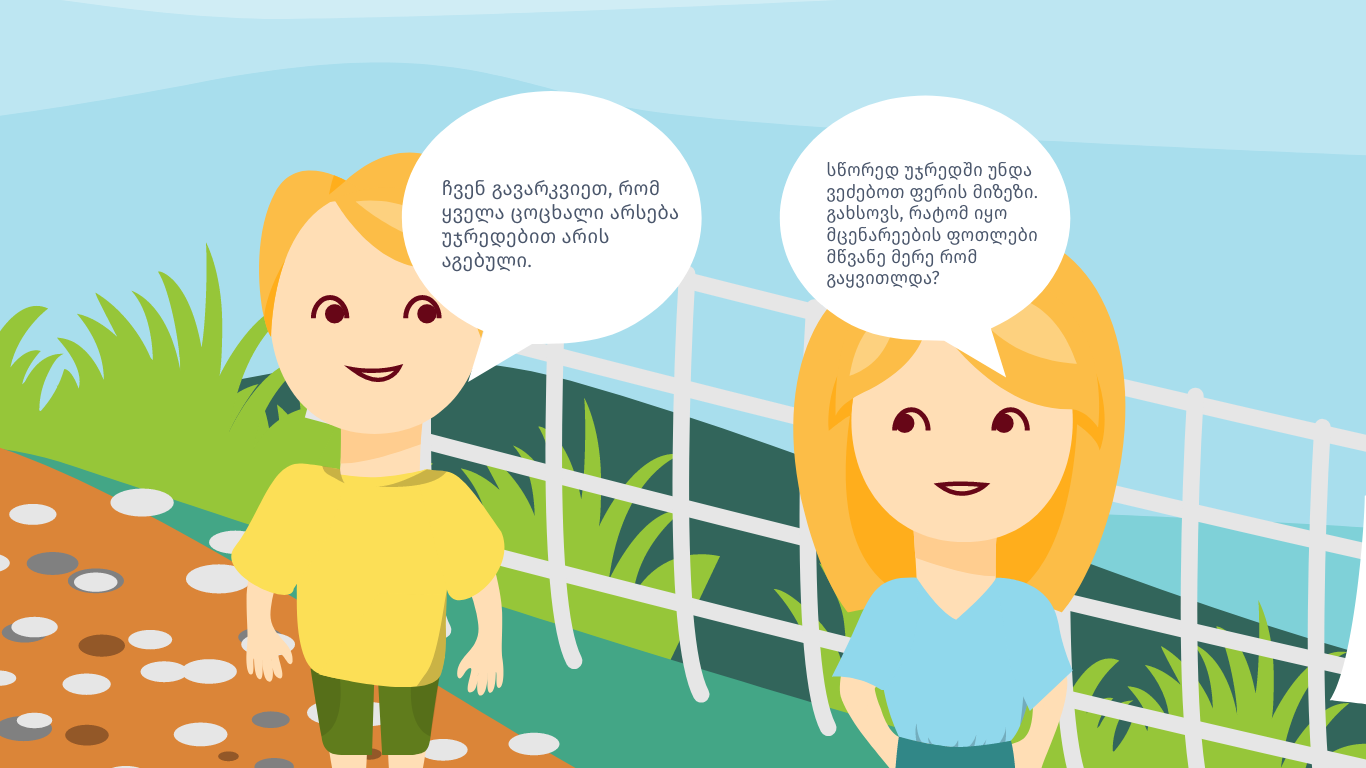 ჩვენ გავარკვიეთ, რომ
ყველა ცოცხალი არსება
უჯრედებით არის
აგებული.
სწორედ უჯრედში უნდა
ვეძებოთ ფერის მიზეზი.
გახსოვს, რატომ იყო
მცენარეების ფოთლები
მწვანე მერე რომ
გაყვითლდა?